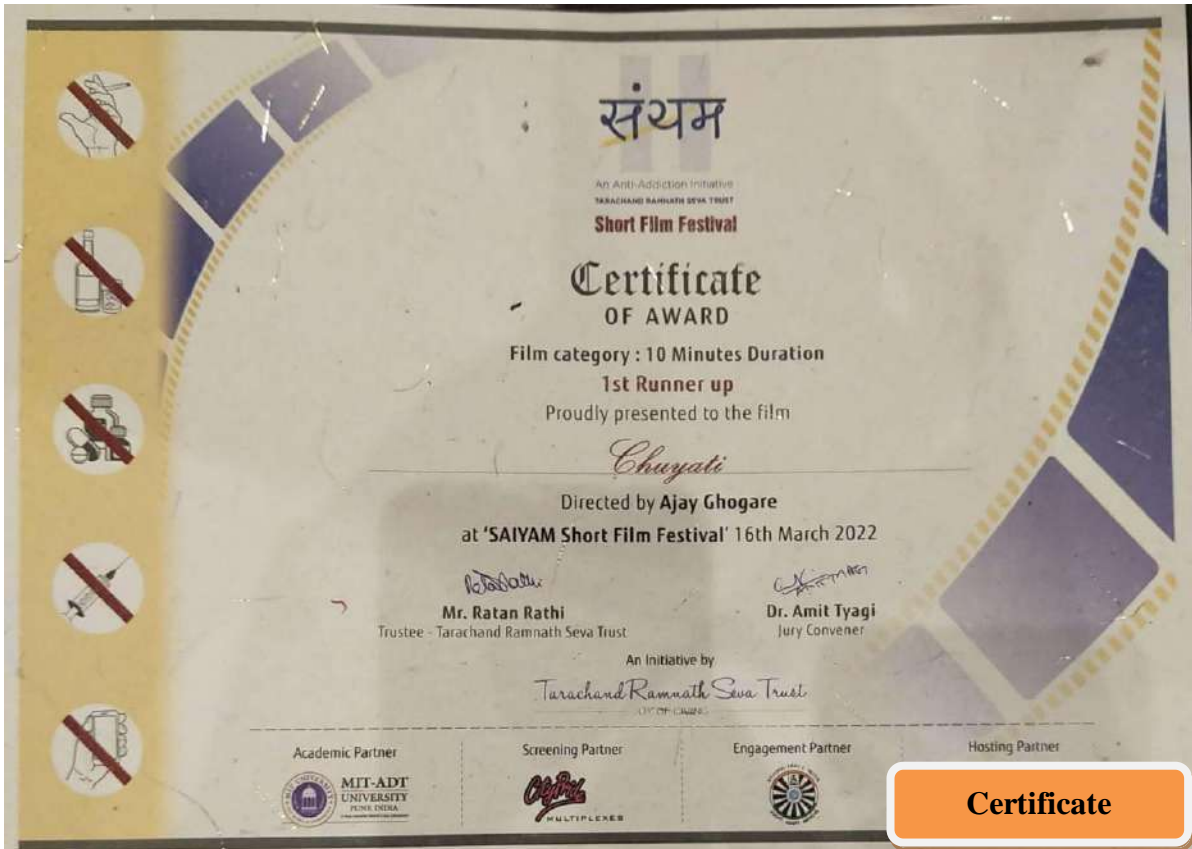 संयम
An Anti-Addiction Initiative
TARACHAND RAMNATH SEVA TRUST
Short Film Festival
Certificate
OF AWARD
Film category : 10 Minutes Duration
1st Runner up
Proudly presented to the film
Chuyati
Directed by Ajay Ghogare
at 'SAIYAM Short Film Festival' 16th March 2022
Mr. Ratan Rathi
Trustee - Tarachand Ramnath Seva Trust
Dr. Amit Tyagi
Jury Convener
An Initiative by
Tarachand Ramnath Seva Trust
Academic Partner
MIT-ADT
UNIVERSITY
PUNE INDIA
Screening Partner
MULTIPLEXES
Engagement Partner
Hosting Partner
Certificate